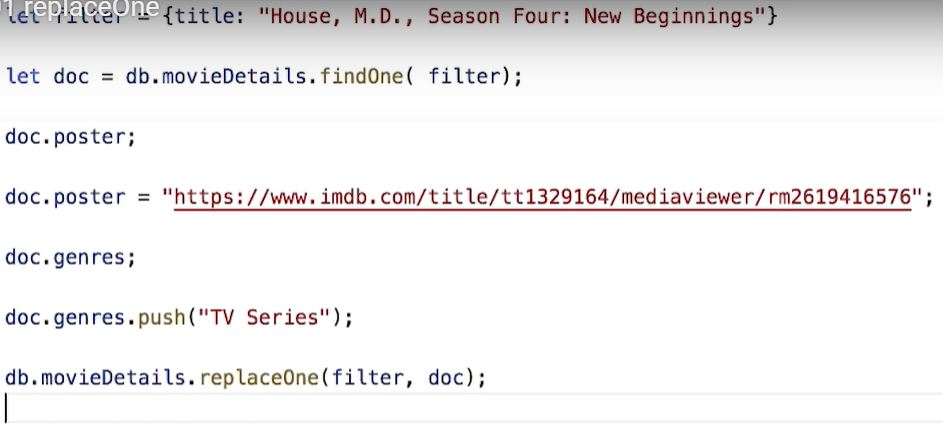 1 replaceOne
let filter = {title: "House, M.D., Season Four: New Beginnings"}
let doc = db.movieDetails.findOne( filter);
doc.poster;
doc.poster = "https://www.imdb.com/title/tt1329164/mediaviewer/rm2619416576";
doc.genres;
doc.genres.push("TV Series");
db.movieDetails.replaceOne(filter, doc);